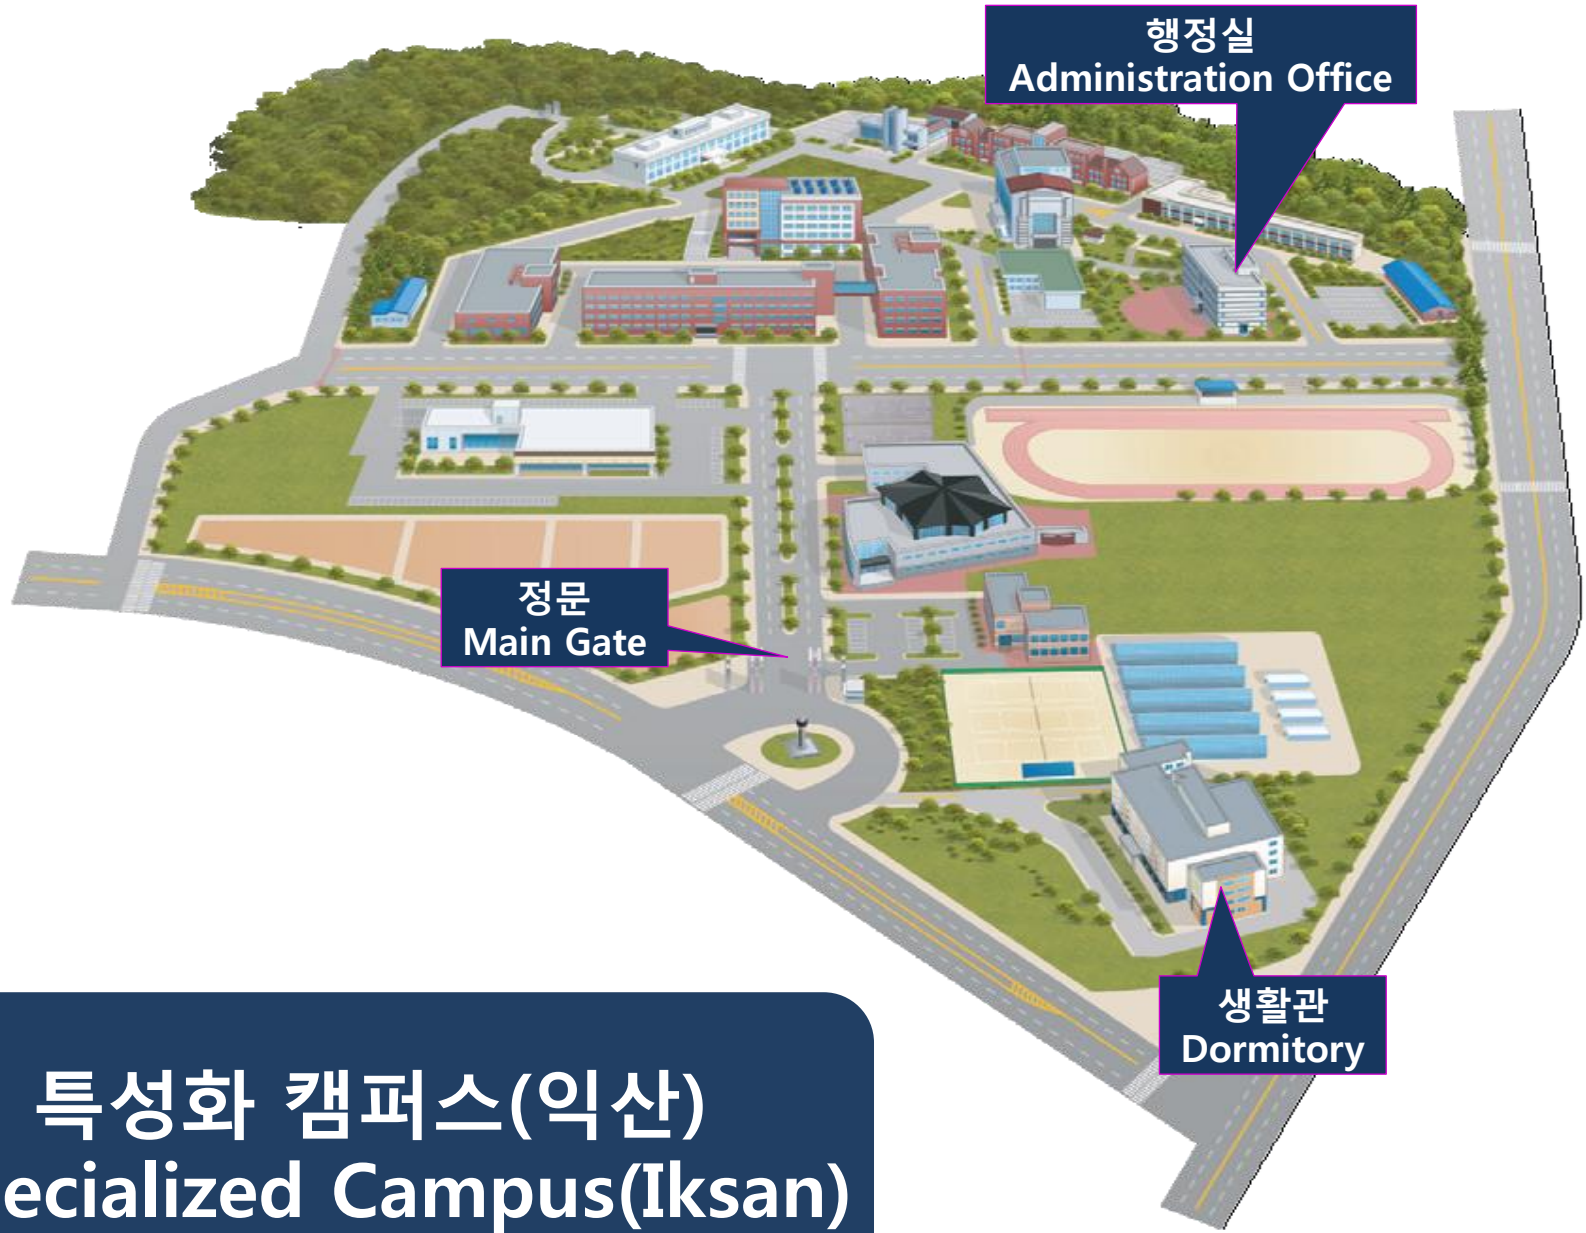 행정실
Administration Office
정문
Main Gate
생활관
Dormitory
특성화 캠퍼스(익산)
ecialized Campus(Iksan)